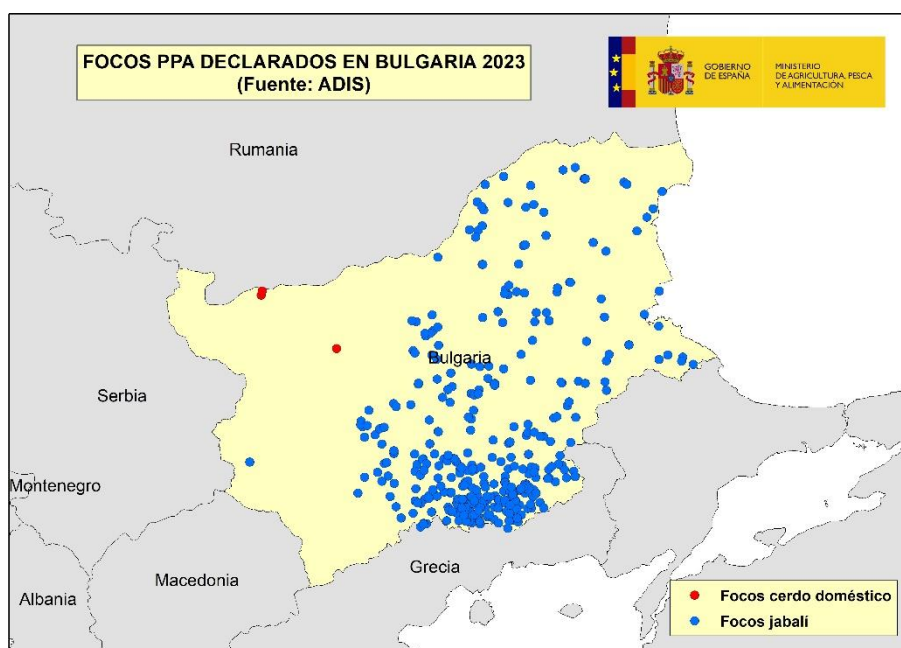 FOCOS PPA DECLARADOS EN BULGARIA 2023
(Fuente: ADIS)
GOBIERNO
DE ESPAÑA
MINISTERIO
DE AGRICULTURA, PESCA
Y ALIMENTACIÓN
Rumania
Bulgaria
Serbia
Montenegro
Macedonia
Grecia
Albania
Focos cerdo doméstico
Focos jabalí